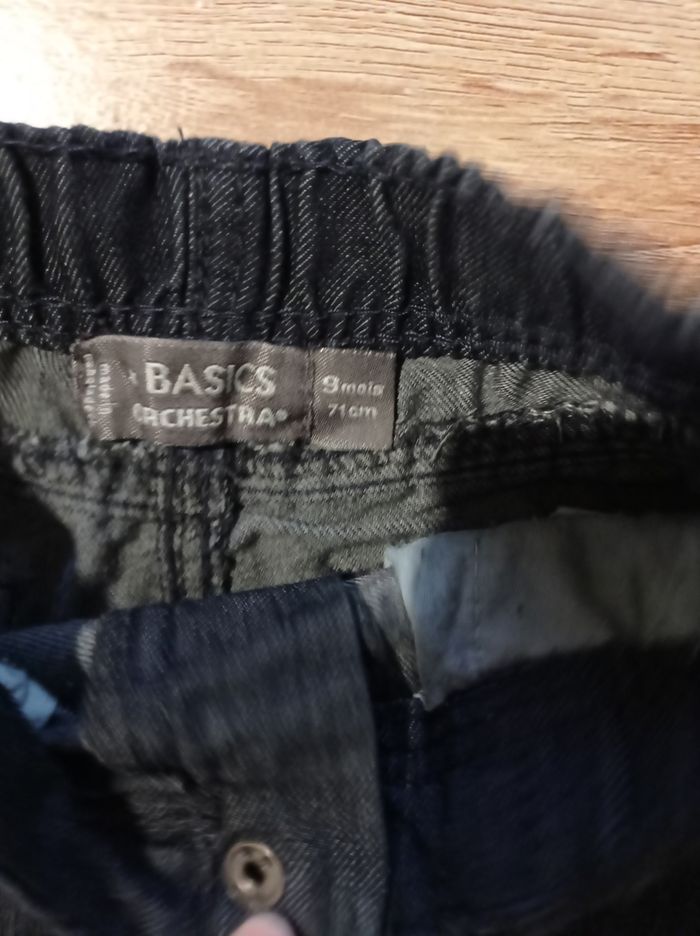 BASICS
ORCHESTRA®
9 mois
71cm